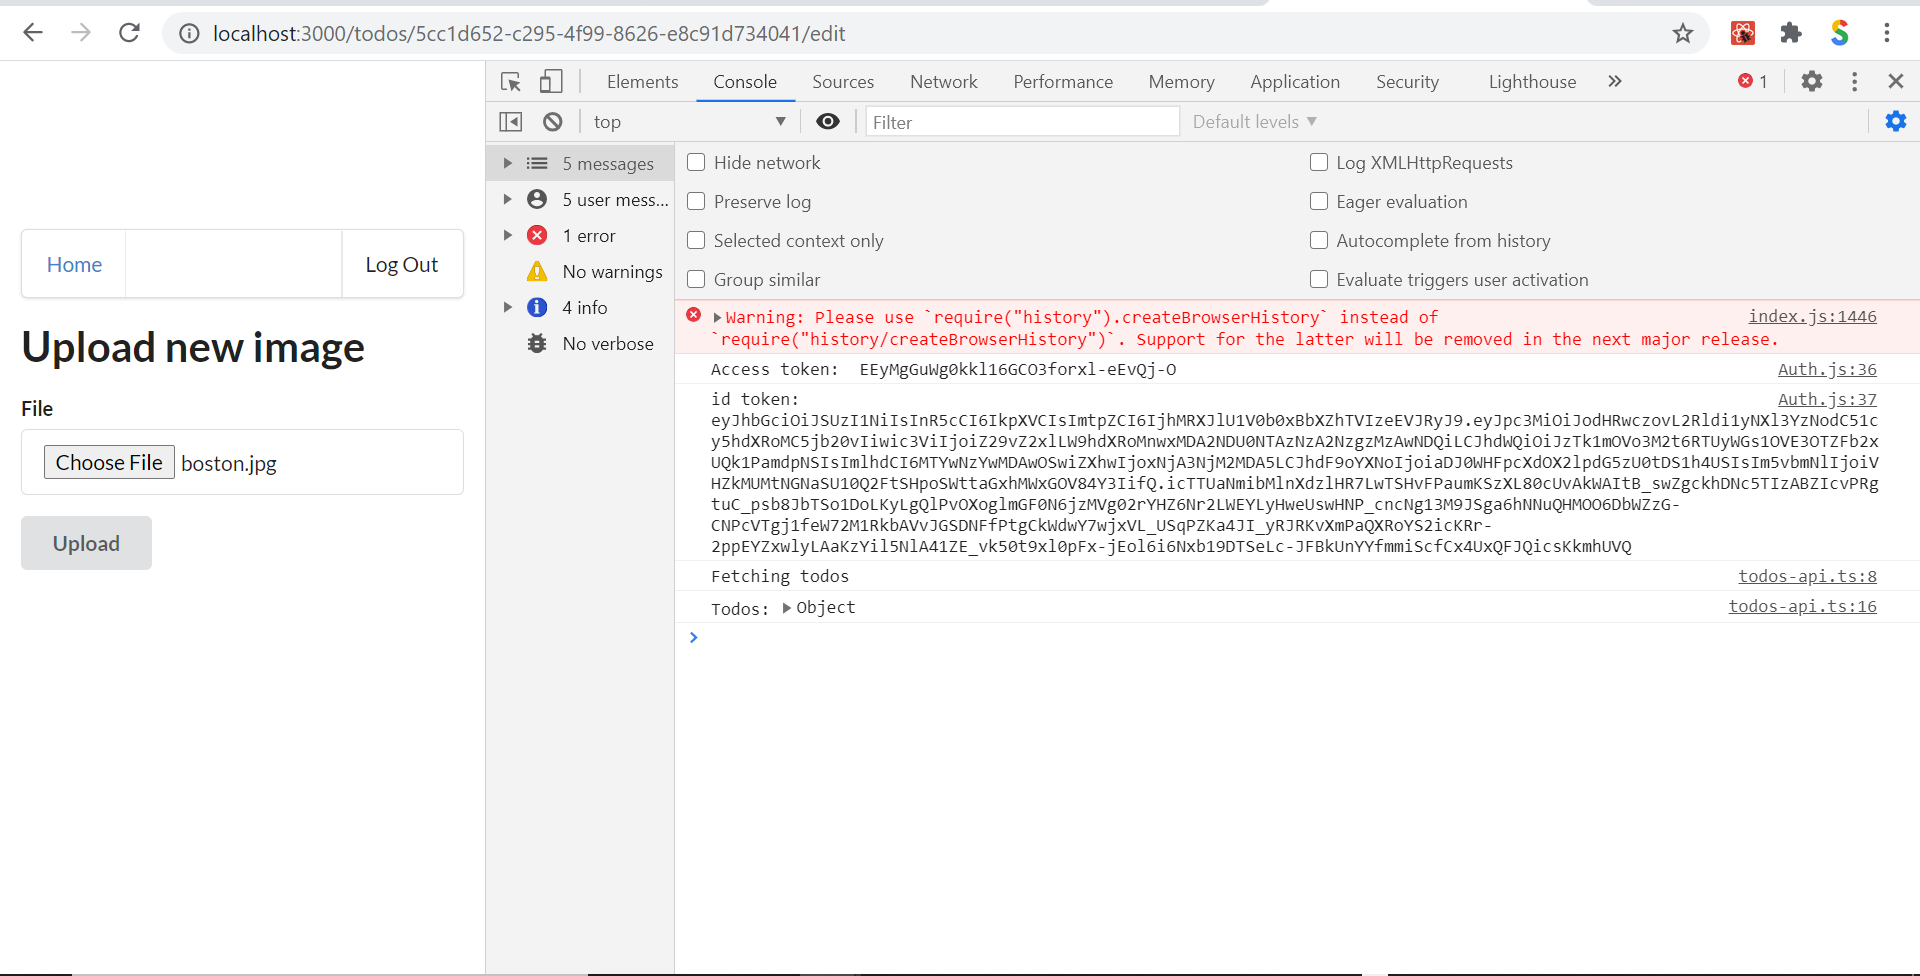 localhost:3000/todos/5cc1d652-c295-4f99-8626-e8c91d734041/edit
Elements Console Sources Network Performance Memory Application Security Lighthouse 1
top Filter Default levels
Home Log Out
Upload new image
File
Choose File boston.jpg
Upload
5 messages
5 user mess...
1 error
No warnings
4 info
No verbose
Hide network Log XMLHttpRequests
Preserve log Eager evaluation
Selected context only Autocomplete from history
Group similar Evaluate triggers user activation
Warning: Please use `require("history").createBrowserHistory` instead of index.js:1446
`require("history/createBrowserHistory")`. Support for the latter will be removed in the next major release.
Access token: EEyMgGuWg0kkl16GCO3forxl-eEvQj-O Auth.js:36
id token: Auth.js:37
eyJhbGciOiJSUzI1NiIsInR5cCI6IkpXVCIsImtpZCI6IjhMRXJlU1V0b0xBbXZhTVIzeEVJRyJ9.eyJpc3MiOiJodHRwczovL2Rldi1yNXl3YzNodC51c
y5hdXRoMC5jb20vIiwic3ViIjoiZ29vZ2xlLW9hdXRoMnwxMDA2NDU0NTAzNzA2NzgzMzAwNDQiLCJhdWQiOiJzTk1mOVo3M2t6RTUyWGs1OVE3OTZFb2x
UQk1PamdpNSIsImlhdCI6MTYwNzYwMDAwOSwiZXhwIjoxNjA3NjM2MDA5LCJhdF9oYXNoIjoiaDJ0WHFpcXdOX2lpdG5zU0tDS1h4USIsIm5vbmNlIjoiV
HZkMUMtNGNaSU10Q2FtSHpoSWttaGxhMWxGOV84Y3IifQ.icTTUaNmibMlnXdzlHR7LwTSHvFPaumKSzXL80cUvAkWAItB_swZgckhDNc5TIzABZIcvPRg
tuC_psb8JbTSo1DoLKyLgQlPvOXoglmGF0N6jzMVg02rYHZ6Nr2LWEYLyHweUswHNP_cncNg13M9JSga6hNNuQHMOO6DbWZzG-
CNPcVTgj1feW72M1RkbAVvJGSDNFfPtgCkWdwY7wjxVL_USqPZKa4JI_yRJRKvXmPaQXRoYS2icKRr-
2ppEYZxwlyLAaKzYil5NlA41ZE_vk50t9xl0pFx-jEol6i6Nxb19DTSeLc-JFBkUnYYfmmiScfCx4UxQFJQicsKkmhUVQ
Fetching todos todos-api.ts:8
Todos: Object todos-api.ts:16